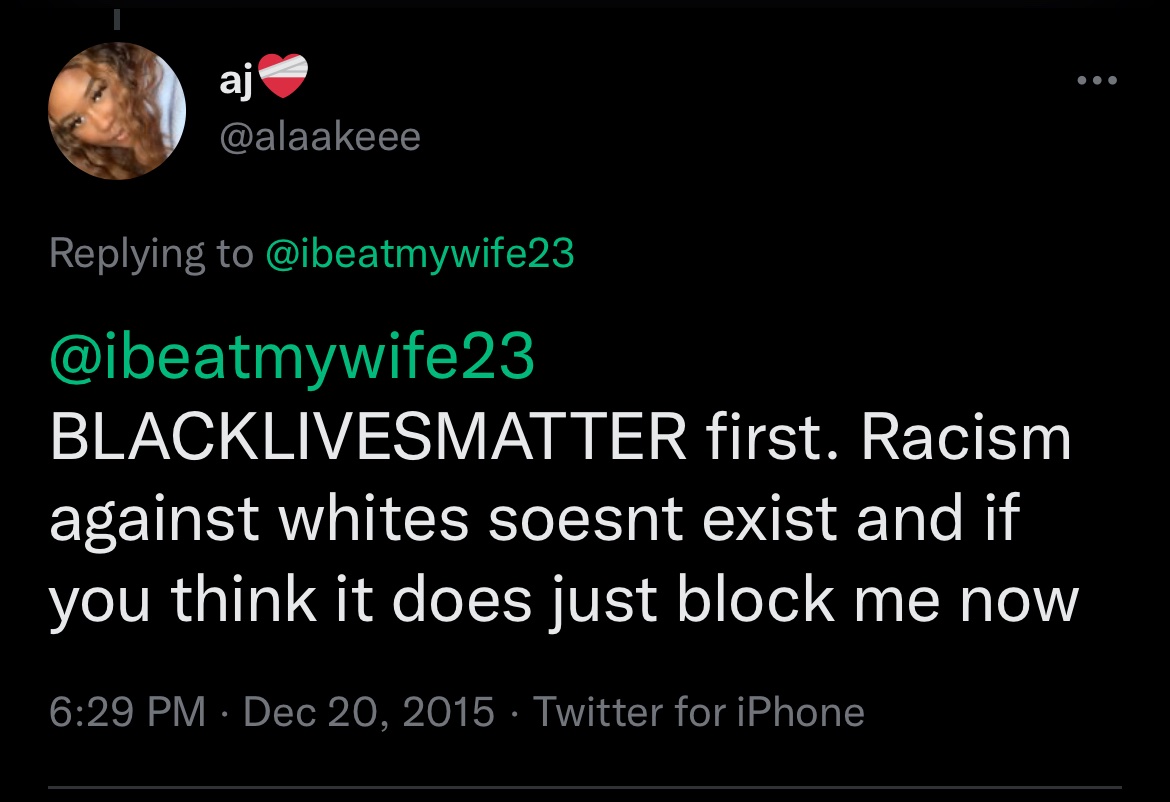 aj❤️‍🩹
@alaakeee
Replying to @ibeatmywife23
@ibeatmywife23
BLACKLIVESMATTER first. Racism
against whites soesnt exist and if
you think it does just block me now
6:29 PM · Dec 20, 2015 · Twitter for iPhone